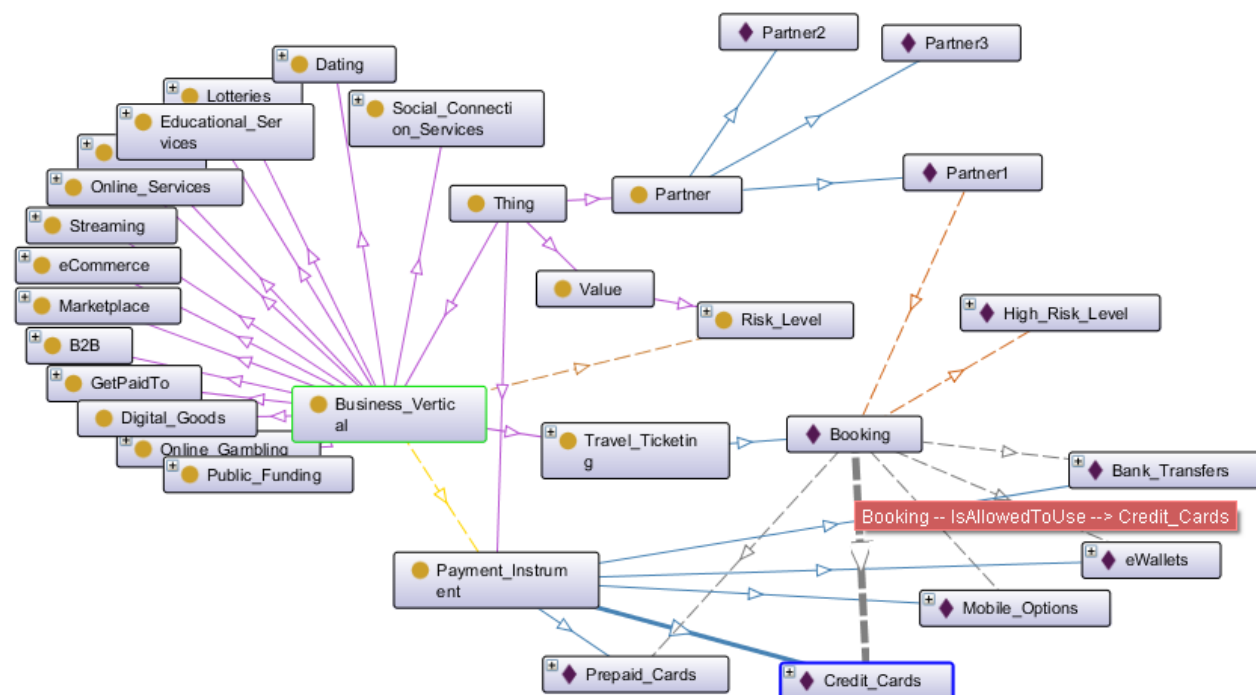 Partner2
Partner3
Dating
Lotteries
Social_Connecti
on_Services
Educational_Ser
vices
Online_Services
Partner1
Thing
Partner
Streaming
eCommerce
Value
Marketplace
Risk_Level
High_Risk_Level
B2B
GetPaidTo
Business_Vertic
al
Digital_Goods
Travel_Ticketin
g
Booking
Online_Gambling
Public_Funding
Bank_Transfers
Booking -- IsAllowedToUse --> Credit_Cards
eWallets
Payment_Instrum
ent
Mobile_Options
Prepaid_Cards
Credit_Cards